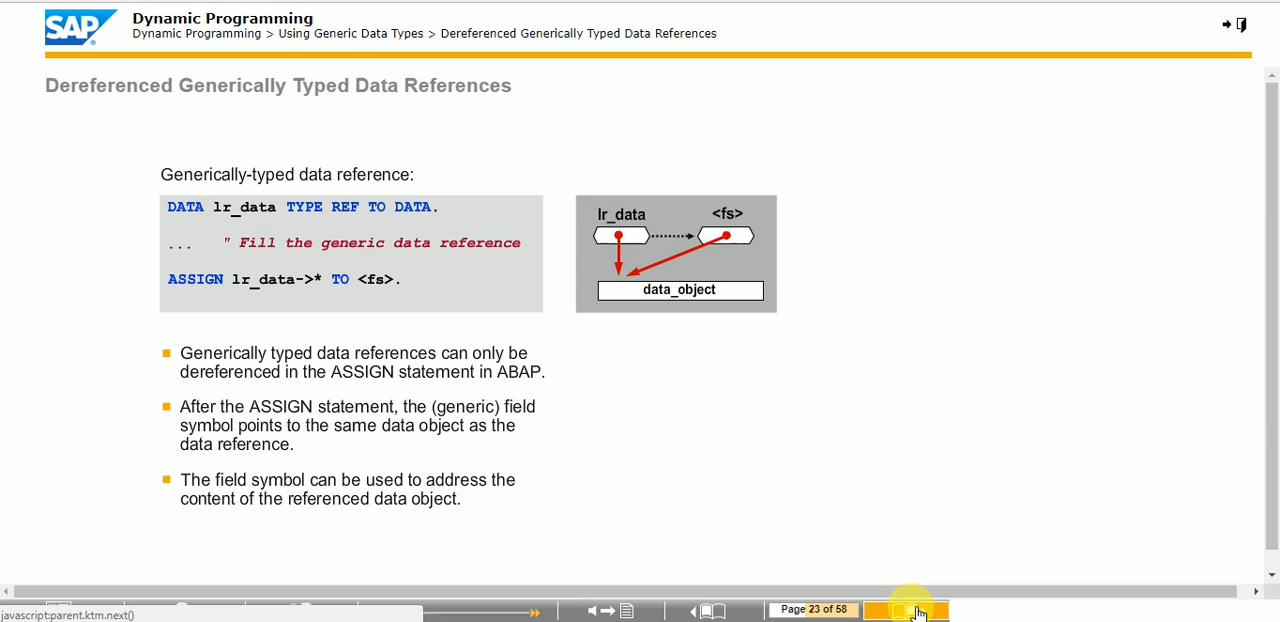 SAP
Dynamic Programming
Dynamic Programming > Using Generic Data Types > Dereferenced Generically Typed Data References
Dereferenced Generically Typed Data References
Generically-typed data reference:
DATA lr_data TYPE REF TO DATA.
... " Fill the generic data reference
ASSIGN lr_data->* TO <fs>.
lr_data <fs>
data_object
Generically typed data references can only be
dereferenced in the ASSIGN statement in ABAP.
After the ASSIGN statement, the (generic) field
symbol points to the same data object as the
data reference.
The field symbol can be used to address the
content of the referenced data object.
Page 23 of 58
javascript:parent.ktm.next()